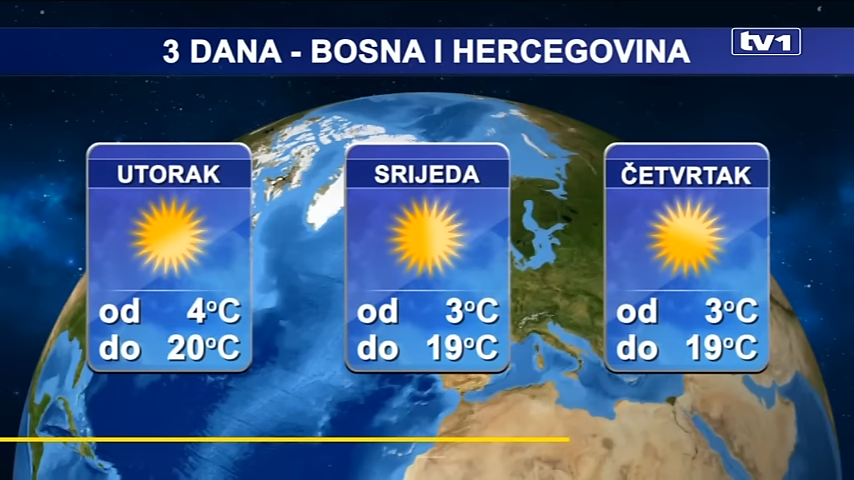 3 DANA - BOSNA I HERCEGOVINA
tv1
UTORAK
od 4°C
do 20°C
SRIJEDA
od 3°C
do 19°C
ČETVRTAK
od 3°C
do 19°C